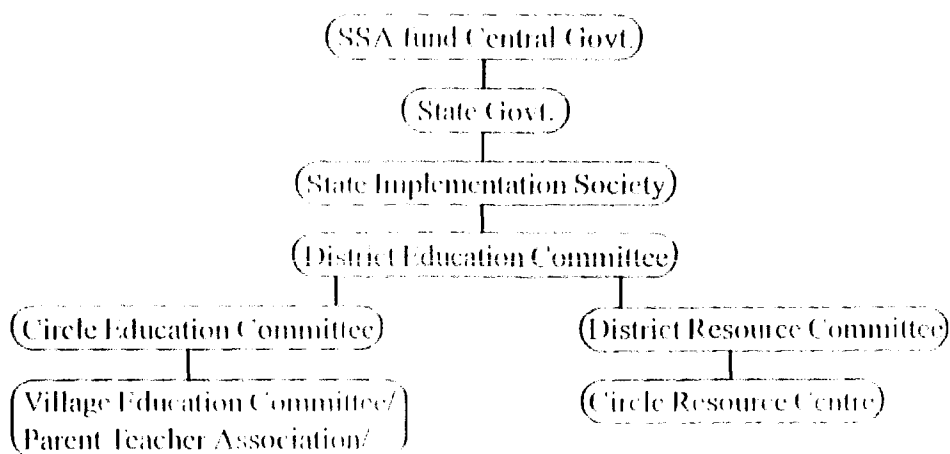 SSA fund Central Govt.
State Govt.
State Implementation Society
District Education Committee
Circle Education Committee
District Resource Committee
Village Education Committee/
Parent Teacher Association/
Circle Resource Centre